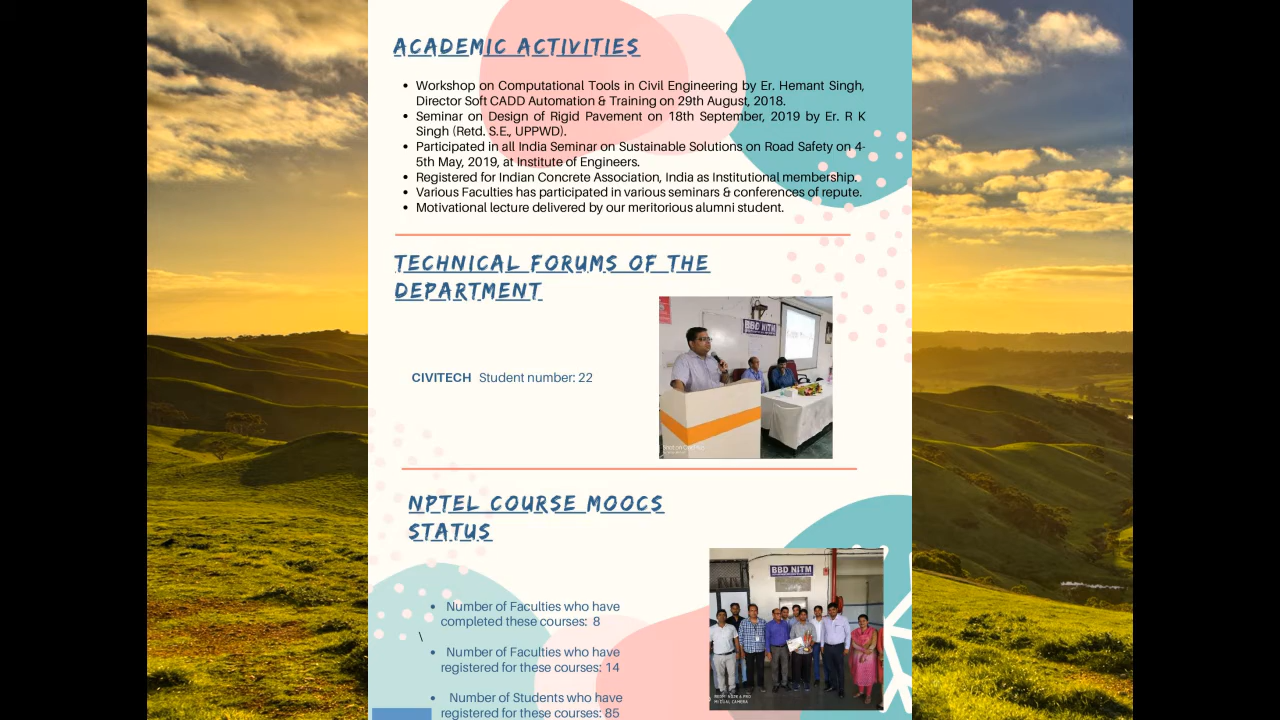 ACADEMIC ACTIVITIES
• Workshop on Computational Tools in Civil Engineering by Er. Hemant Singh,
Director Soft CADD Automation & Training on 29th August, 2018.
• Seminar on Design of Rigid Pavement on 18th September, 2019 by Er. R K
Singh (Retd. S.E., UPPWD).
• Participated in all India Seminar on Sustainable Solutions on Road Safety on 4-
5th May, 2019, at Institute of Engineers.
• Registered for Indian Concrete Association, India as Institutional membership.
• Various Faculties has participated in various seminars & conferences of repute.
• Motivational lecture delivered by our meritorious alumni student.
TECHNICAL FORUMS OF THE
DEPARTMENT
BBD NITM
CIVITECH Student number: 22
NPTEL COURSE MOOCS
STATUS
BBD NITM
• Number of Faculties who have
completed these courses: 8
\
• Number of Faculties who have
registered for these courses: 14
• Number of Students who have
registered for these courses: 85